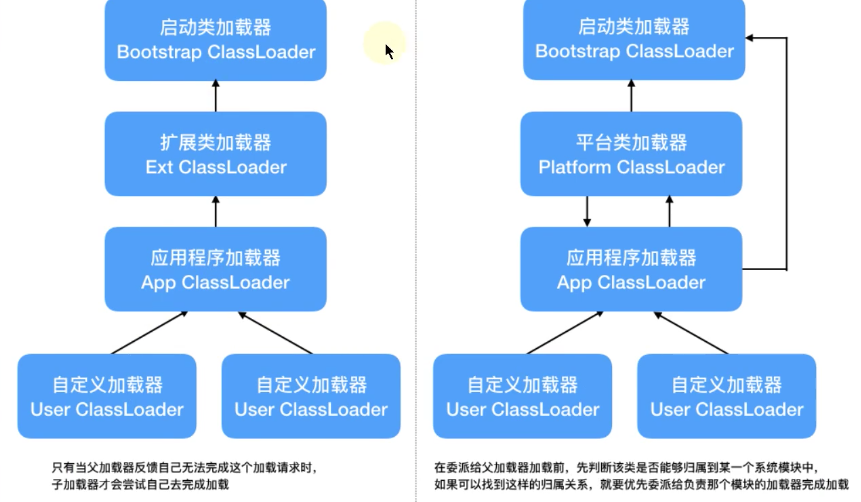 启动类加载器
Bootstrap ClassLoader
扩展类加载器
Ext ClassLoader
应用程序加载器
App ClassLoader
自定义加载器
User ClassLoader
自定义加载器
User ClassLoader
只有当父加载器反馈自己无法完成这个加载请求时，
子加载器才会尝试自己去完成加载
启动类加载器
Bootstrap ClassLoader
平台类加载器
Platform ClassLoader
应用程序加载器
App ClassLoader
自定义加载器
User ClassLoader
自定义加载器
User ClassLoader
在委派给父加载器加载前，先判断该类是否能够归属到某一个系统模块中，
如果可以找到这样的归属关系，就要优先委派给负责那个模块的加载器完成加载